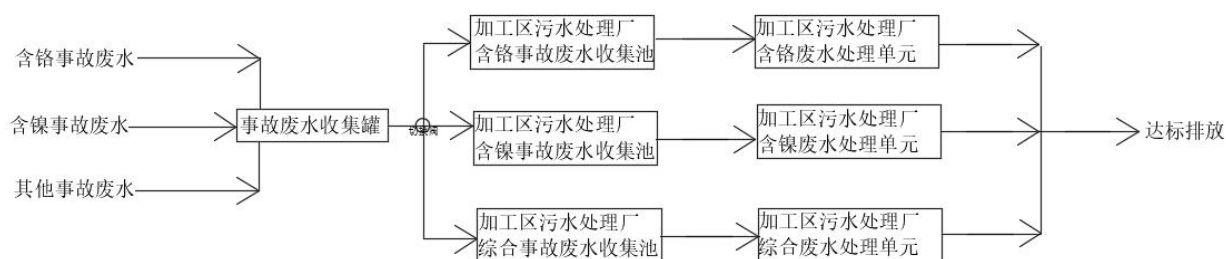 含铬事故废水
含镍事故废水
其他事故废水
事故废水收集罐
切换阀
加工区污水处理厂
含铬事故废水收集池
加工区污水处理厂
含铬废水处理单元
加工区污水处理厂
含镍事故废水收集池
加工区污水处理厂
含镍废水处理单元
加工区污水处理厂
综合事故废水收集池
加工区污水处理厂
综合废水处理单元
达标排放